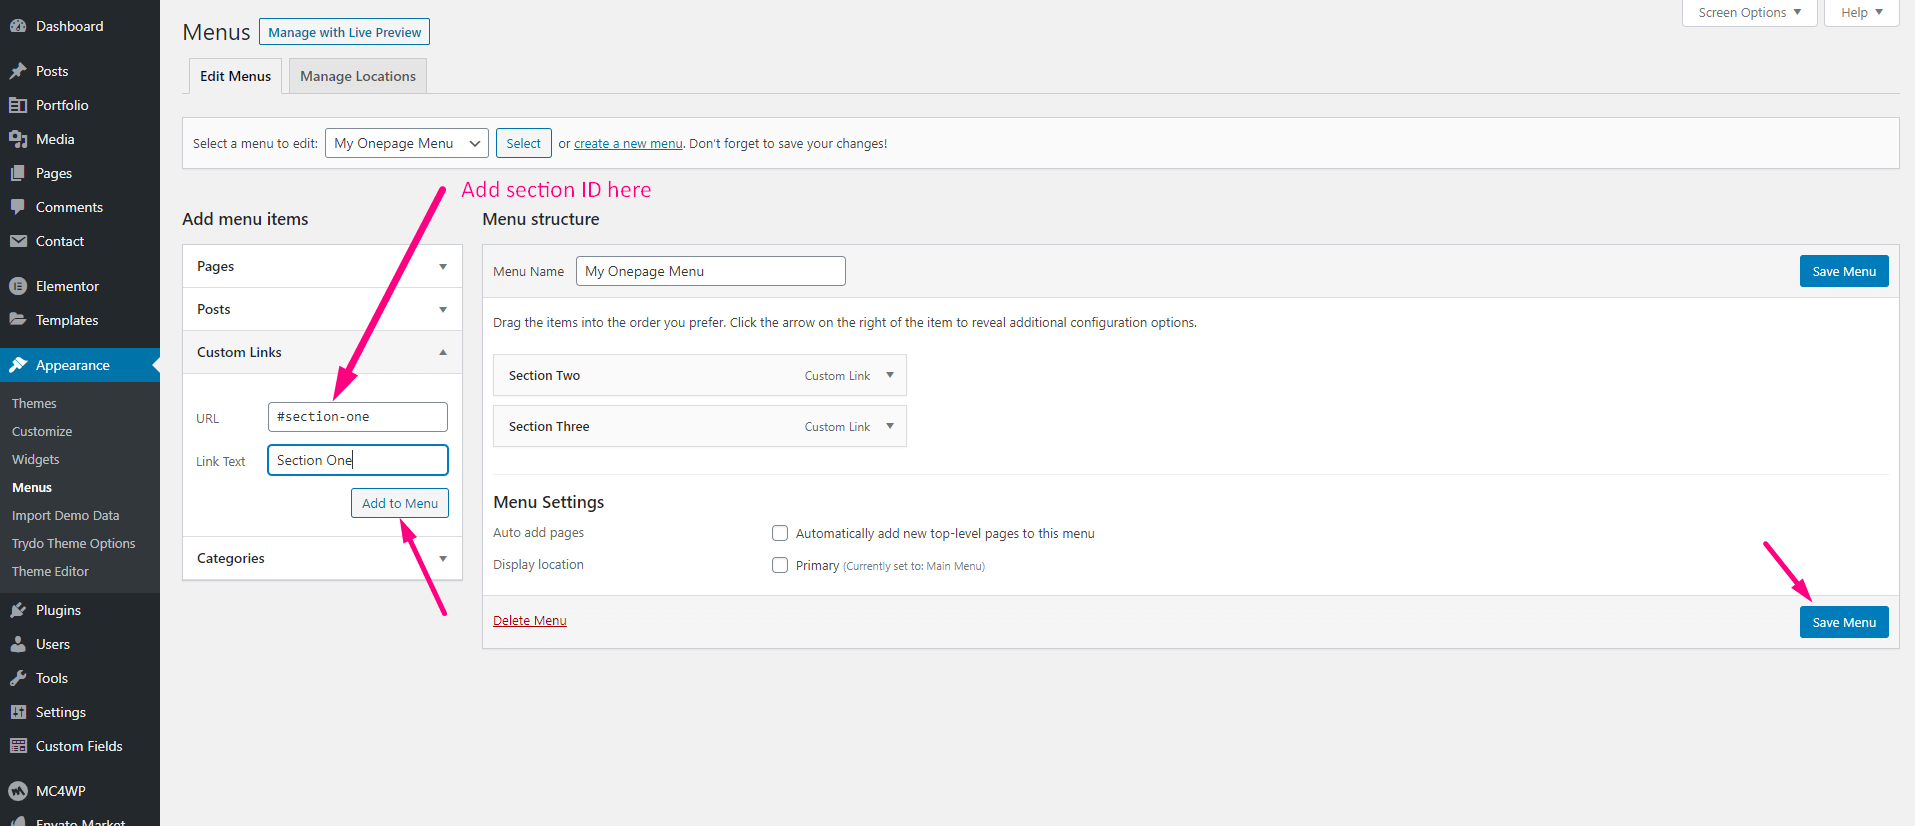 Dashboard
Posts
Portfolio
Media
Pages
Comments
Contact
Elementor
Templates
Appearance
Themes
Customize
Widgets
Menus
Import Demo Data
Trydo Theme Options
Theme Editor
Plugins
Users
Tools
Settings
Custom Fields
MC4WP
Envato Market
Screen Options
Help
Menus
Manage with Live Preview
Edit Menus
Manage Locations
Select a menu to edit: My Onepage Menu Select or create a new menu. Don't forget to save your changes!
Add section ID here
Add menu items
Pages
Posts
Custom Links
URL #section-one
Link Text Section One
Add to Menu
Categories
Menu structure
Menu Name My Onepage Menu Save Menu
Drag the items into the order you prefer. Click the arrow on the right of the item to reveal additional configuration options.
Section Two Custom Link
Section Three Custom Link
Menu Settings
Auto add pages Automatically add new top-level pages to this menu
Display location Primary (Currently set to: Main Menu)
Delete Menu Save Menu